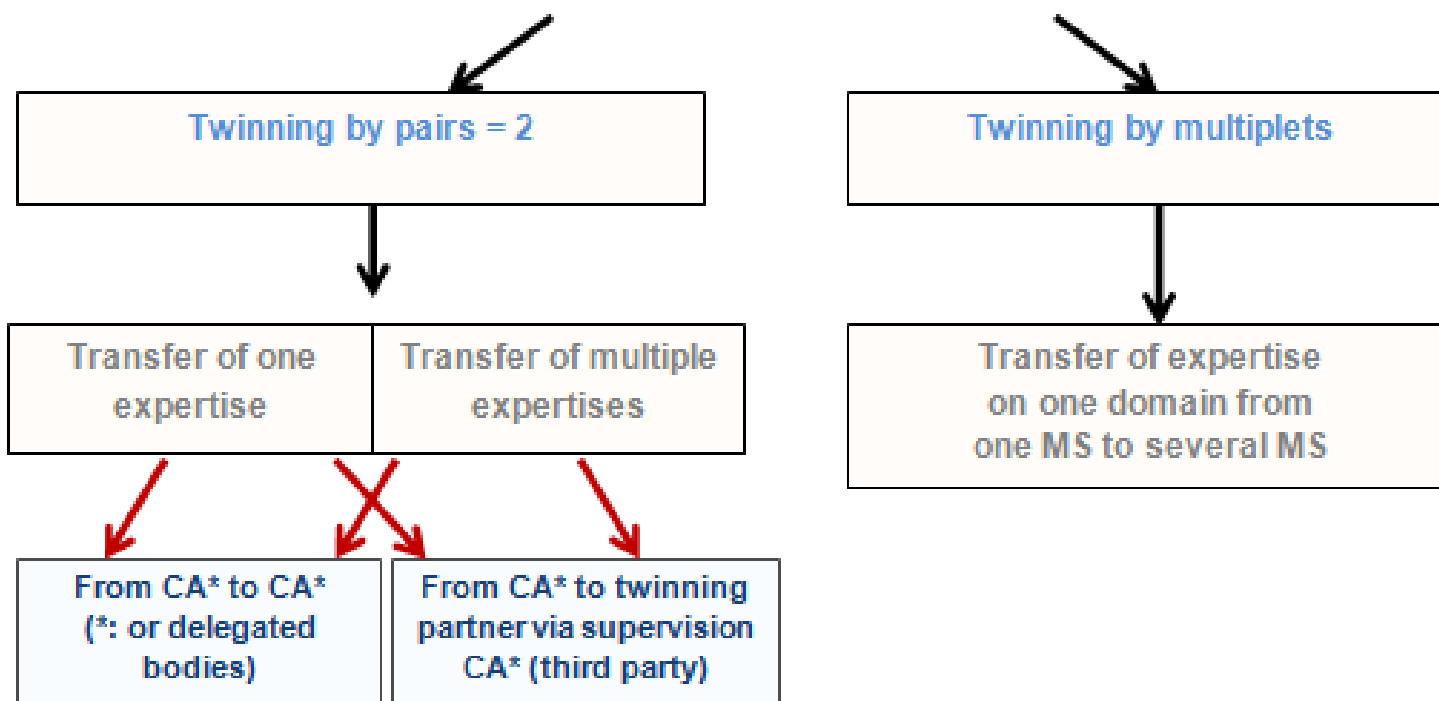 Twinning by pairs = 2
Twinning by multiplets
Transfer of one
expertise
Transfer of multiple
expertises
Transfer of expertise
on one domain from
one MS to several MS
From CA* to CA*
(*: or delegated
bodies)
From CA* to twinning
partner via supervision
CA* (third party)